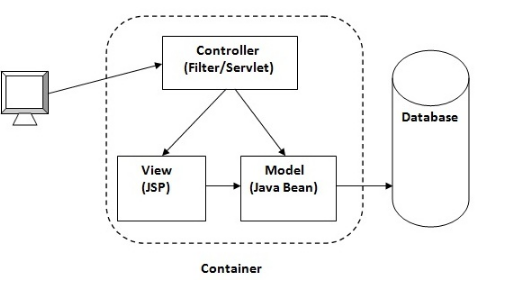 Controller
(Filter/Servlet)
Database
View
(JSP)
Model
(Java Bean)
Container